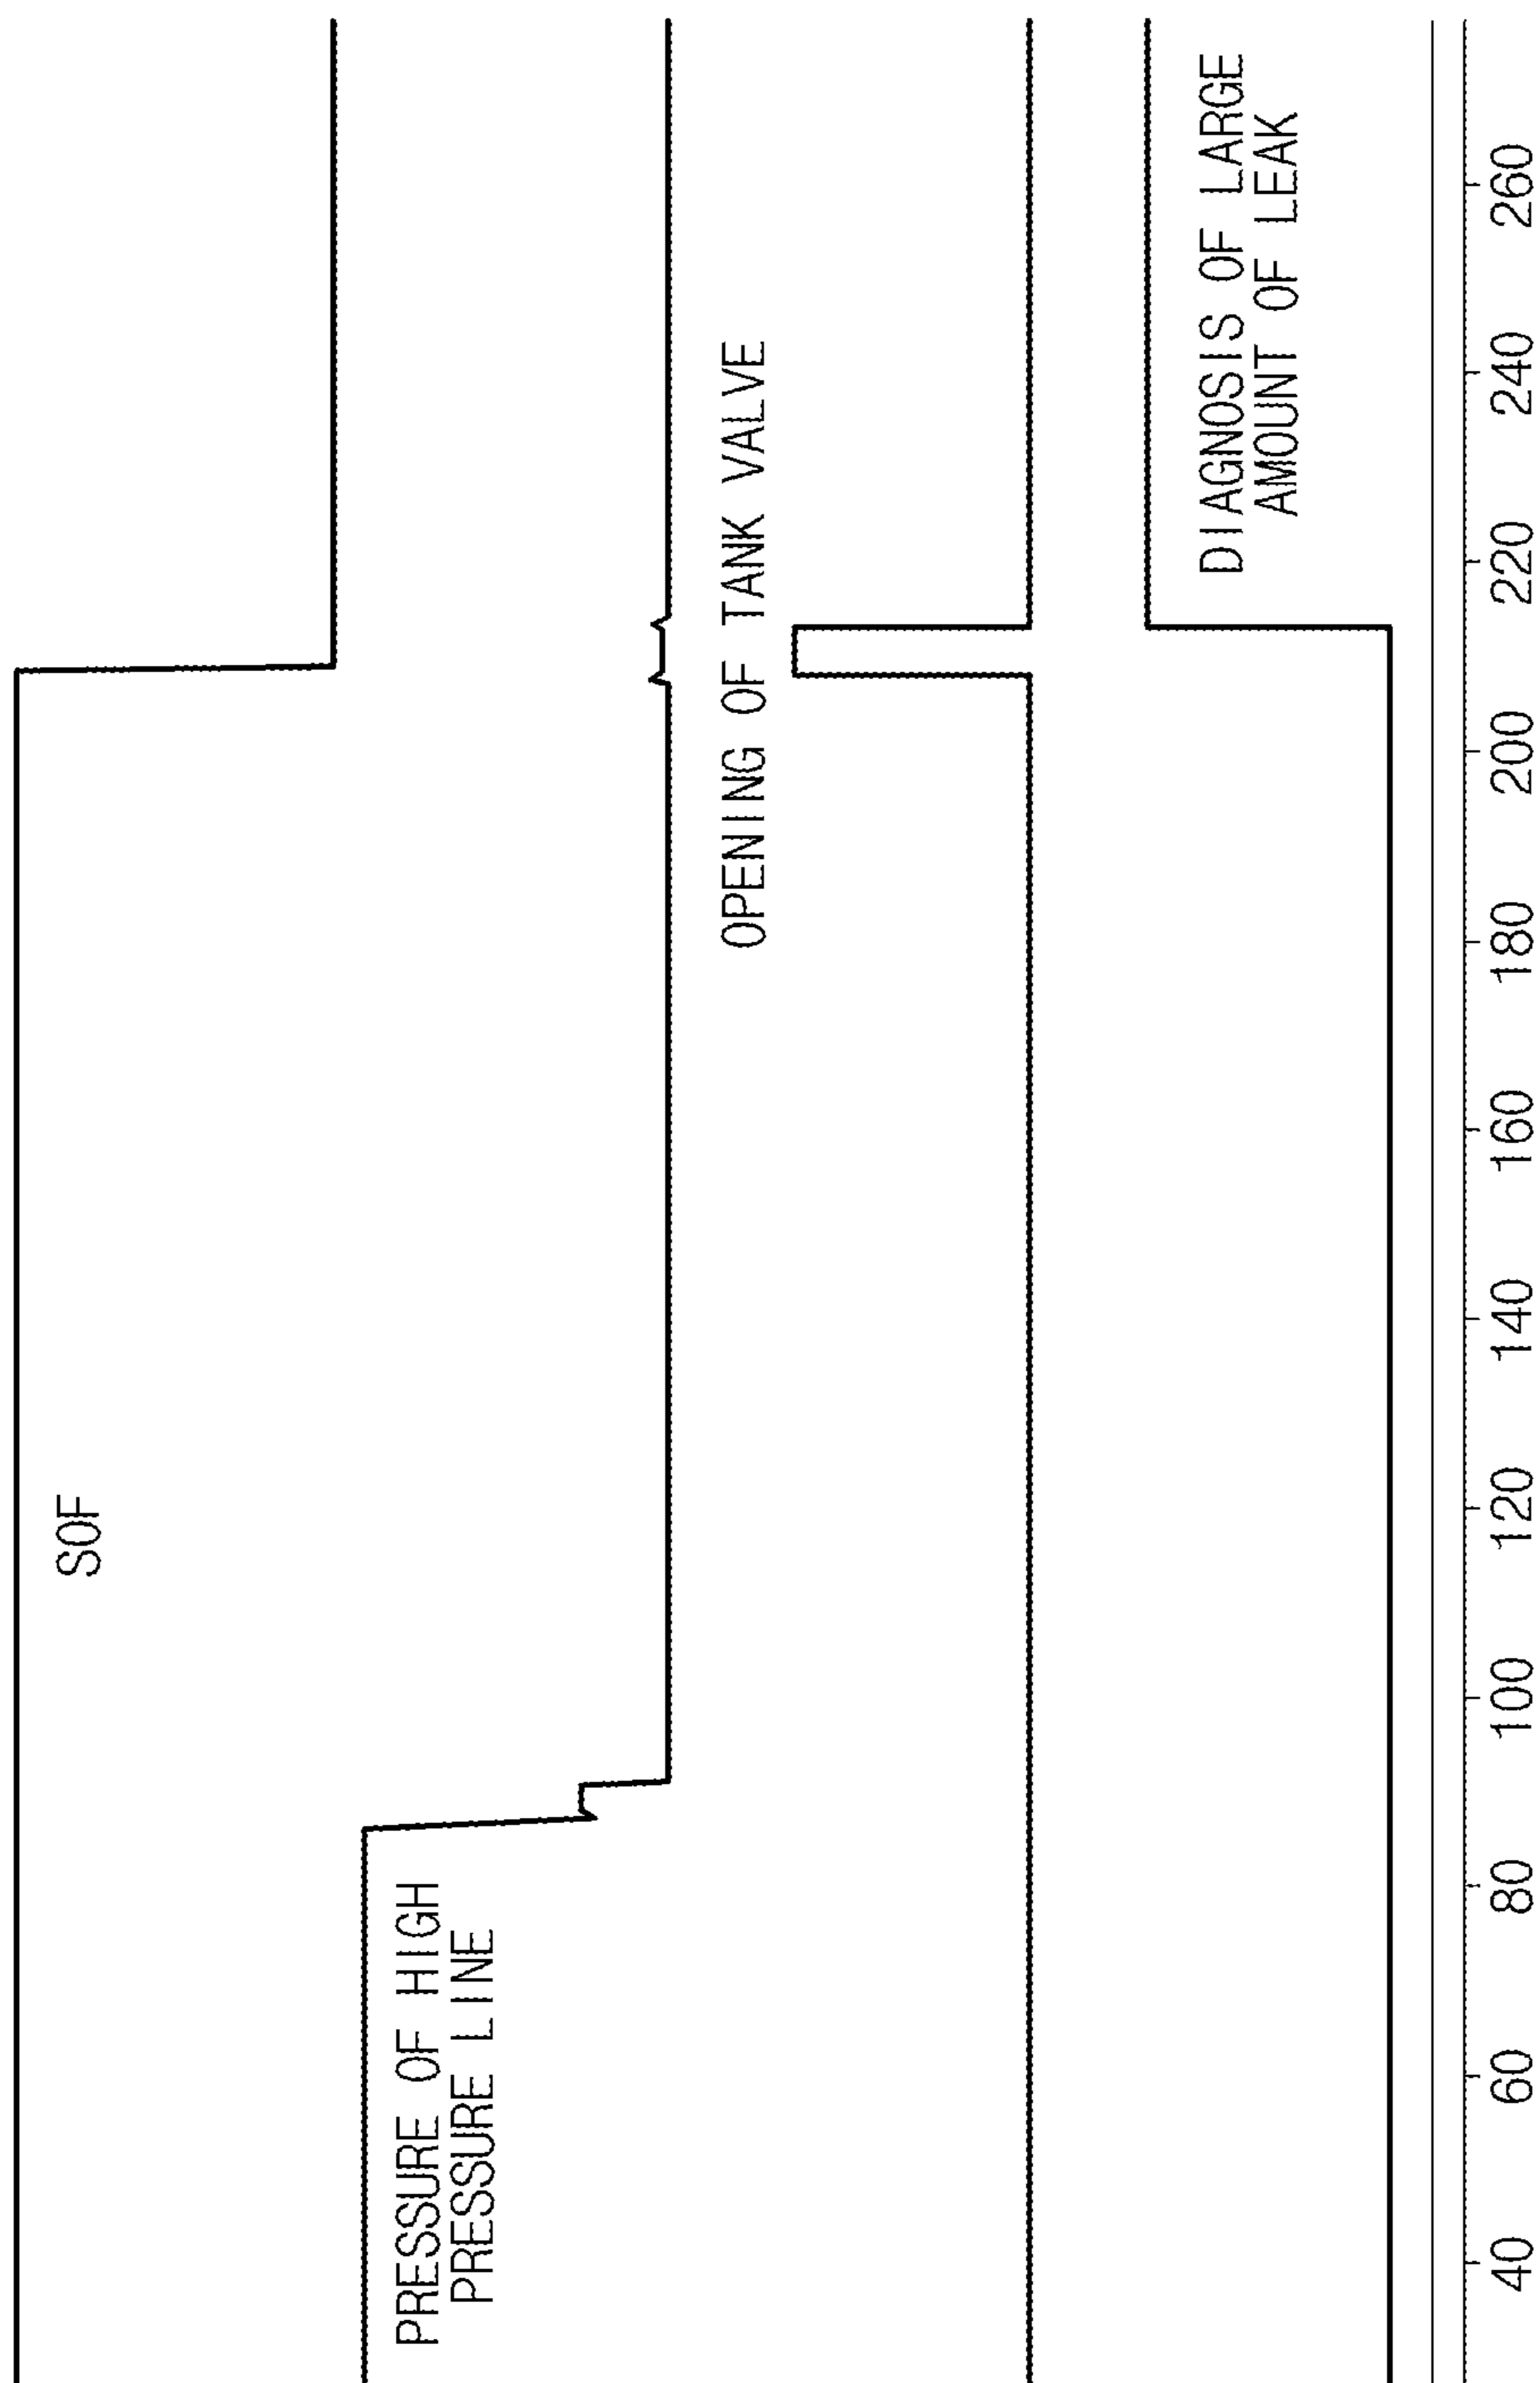 SOF
PRESSURE OF HIGH
PRESSURE LINE
OPENING OF TANK VALVE
DIAGNOSIS OF LARGE
AMOUNT OF LEAK
40 60 80 100 120 140 160 180 200 220 240 260